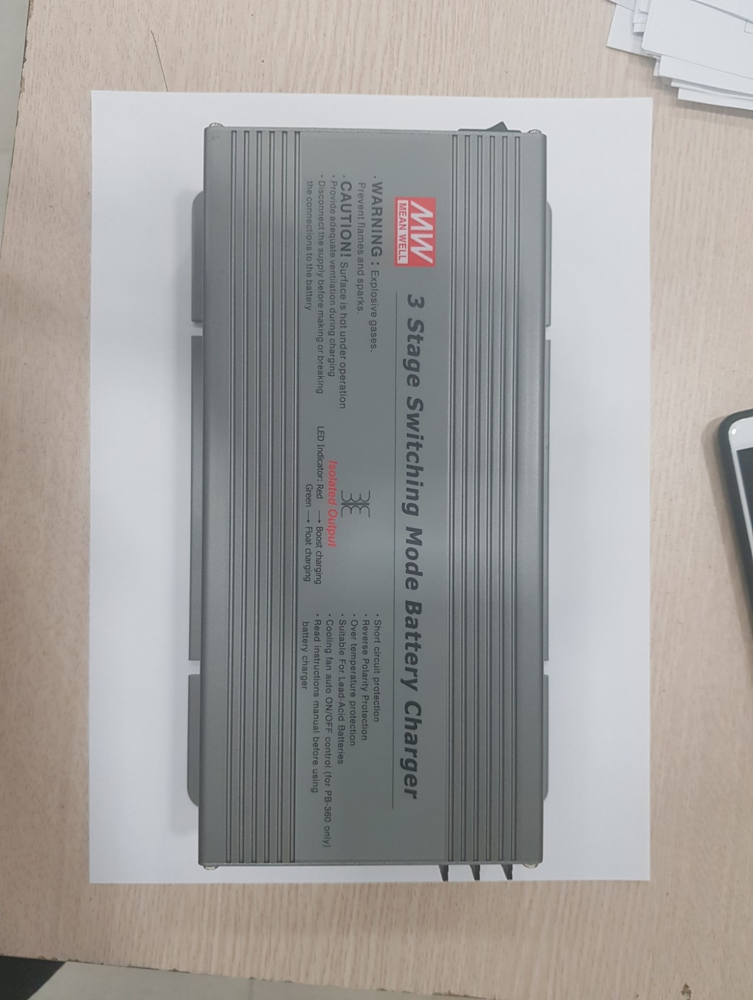 MW
MEAN WELL
3 Stage Switching Mode Battery Charger
· WARNING : Explosive gases.
Prevent flames and sparks.
· CAUTION! Surface is hot under operation
· Provide adequate ventilation during charging
· Disconnect the supply before making or breaking
the connections to the battery
Isolated Output
LED Indicator: Red → Boost charging
Green → Float charging
· Short circuit protection
· Reverse Polarity Protection
· Over temperature protection
· Suitable For Lead-Acid Batteries
· Cooling fan auto ON/OFF control (for PB-360 only)
· Read instructions manual before using
battery charger